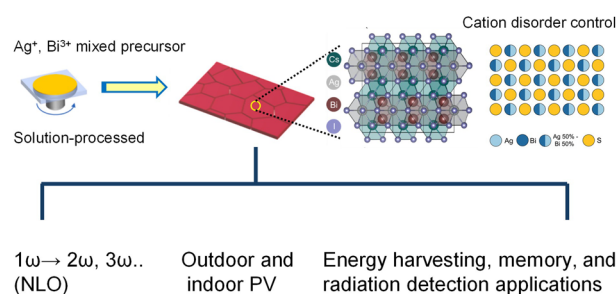 Cation disorder control
Ag⁺, Bi³⁺ mixed precursor
Solution-processed
Cs
Ag
Bi
I
Ag
Bi
Ag 50% -
Bi 50%
S
1ω→ 2ω, 3ω..
(NLO)
Outdoor and
indoor PV
Energy harvesting, memory, and
radiation detection applications